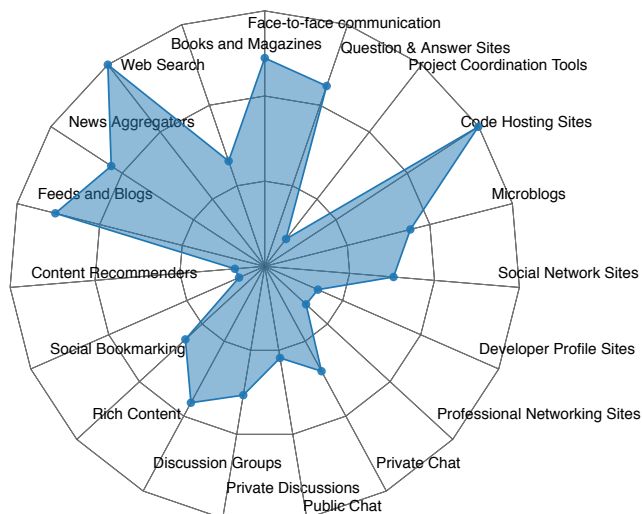 Face-to-face communication
Books and Magazines
Question & Answer Sites
Web Search
Project Coordination Tools
News Aggregators
Code Hosting Sites
Feeds and Blogs
Microblogs
Content Recommenders
Social Network Sites
Social Bookmarking
Developer Profile Sites
Rich Content
Professional Networking Sites
Discussion Groups
Private Chat
Private Discussions
Public Chat